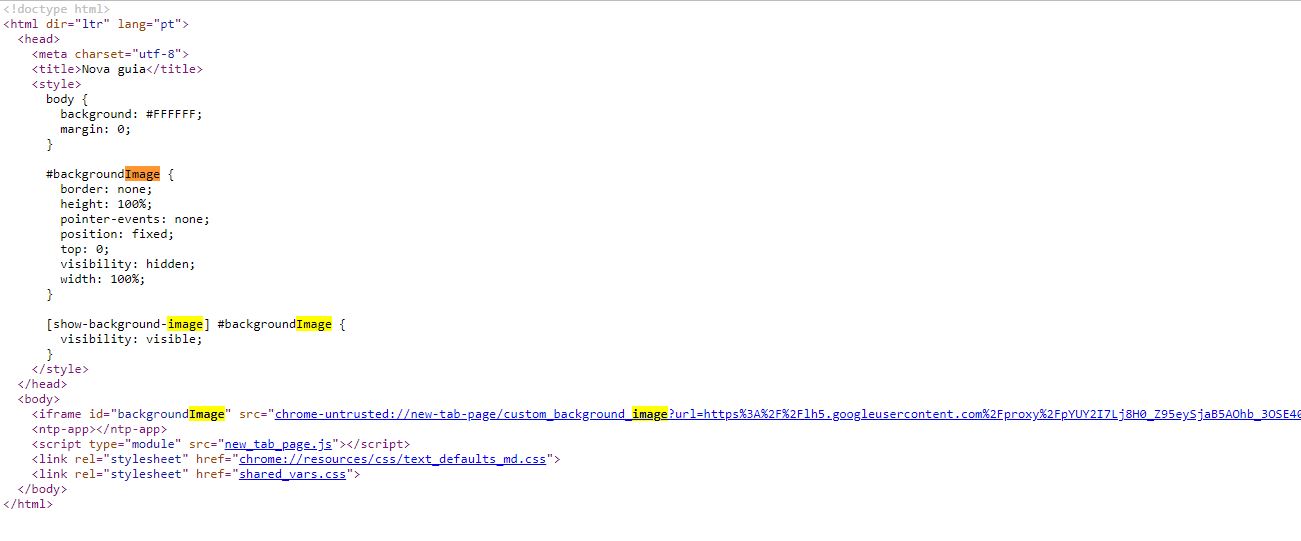 <!doctype html>
<html dir="ltr" lang="pt">
<head>
<meta charset="utf-8">
<title>Nova guia</title>
<style>
body {
background: #FFFFFF;
margin: 0;
}
#backgroundImage {
border: none;
height: 100%;
pointer-events: none;
position: fixed;
top: 0;
visibility: hidden;
width: 100%;
}
[show-background-image] #backgroundImage {
visibility: visible;
}
</style>
</head>
<body>
<iframe id="backgroundImage" src="chrome-untrusted://new-tab-page/custom_background_image?url=https%3A%2F%2Flh5.googleusercontent.com%2Fproxy%2FpYUY2I7Lj8H0_Z95eySjaB5AOhb_3OSE40
<ntp-app></ntp-app>
<script type="module" src="new_tab_page.js"></script>
<link rel="stylesheet" href="chrome://resources/css/text_defaults_md.css">
<link rel="stylesheet" href="shared_vars.css">
</body>
</html>